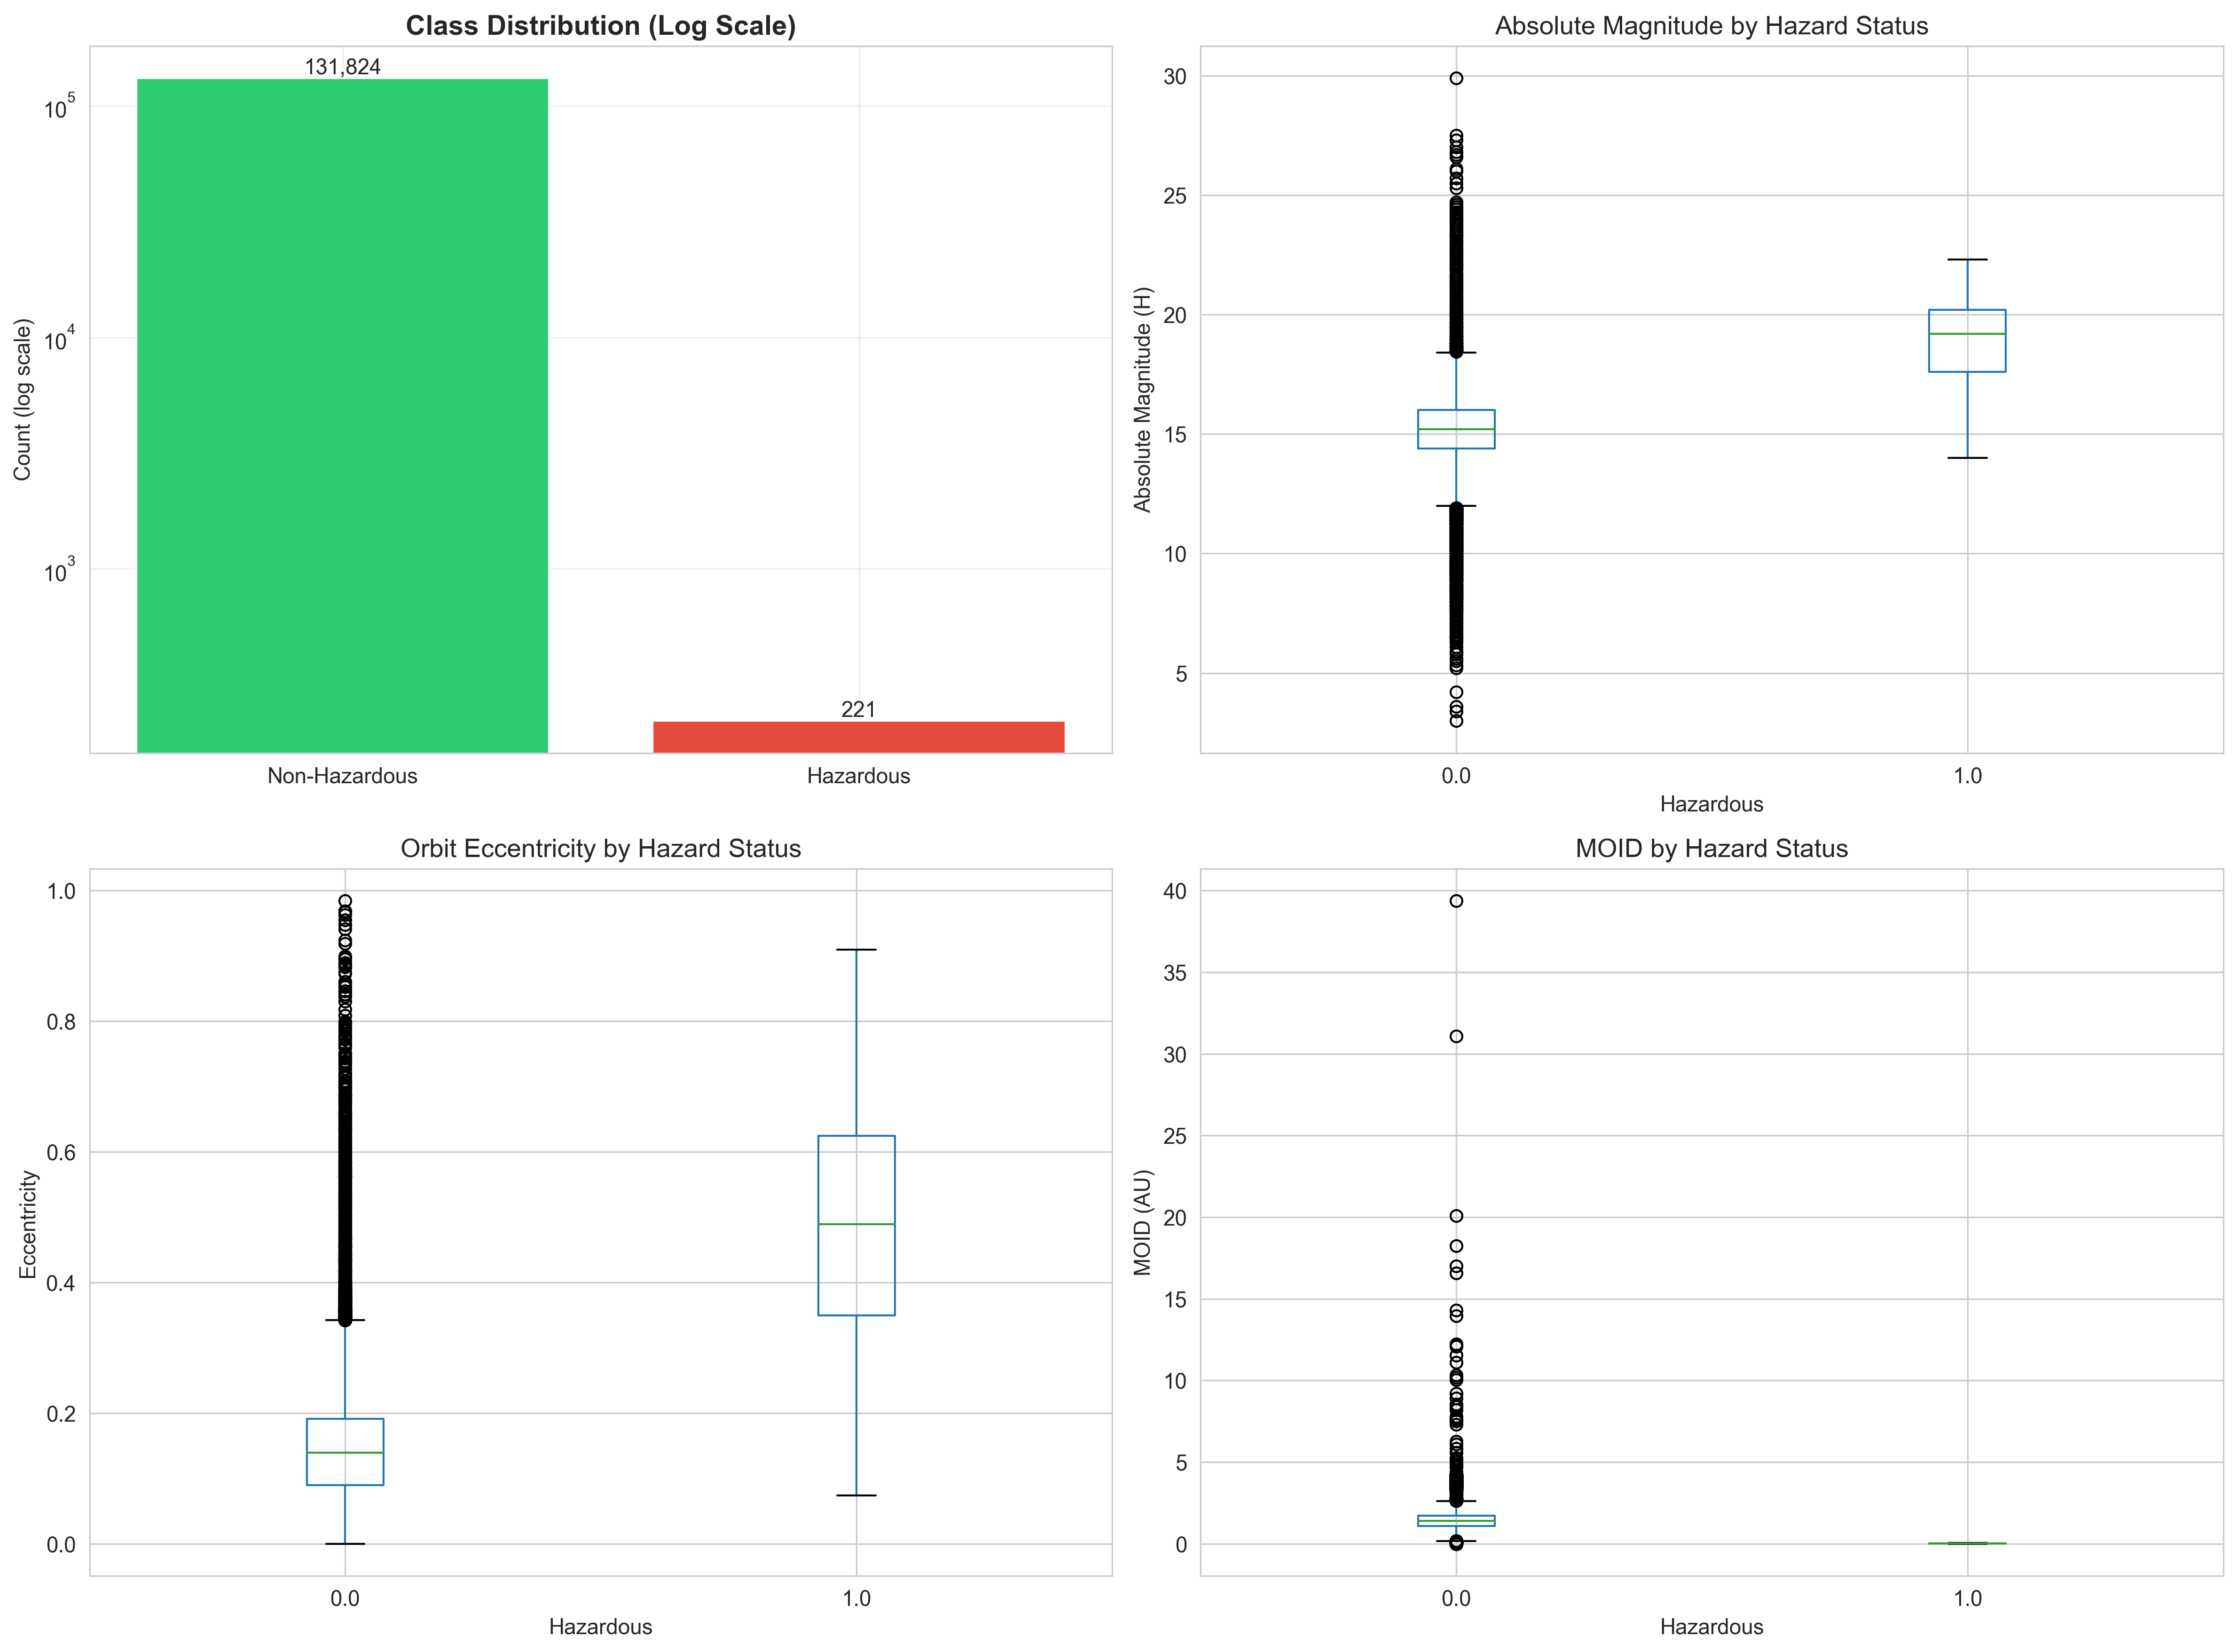 Class Distribution (Log Scale)
131,824
221
10^5
10^4
10^3
Count (log scale)
Non-Hazardous
Hazardous
Absolute Magnitude by Hazard Status
30
25
20
15
10
5
Absolute Magnitude (H)
0.0
1.0
Hazardous
Orbit Eccentricity by Hazard Status
1.0
0.8
0.6
0.4
0.2
0.0
Eccentricity
0.0
1.0
Hazardous
MOID by Hazard Status
40
35
30
25
20
15
10
5
0
MOID (AU)
0.0
1.0
Hazardous